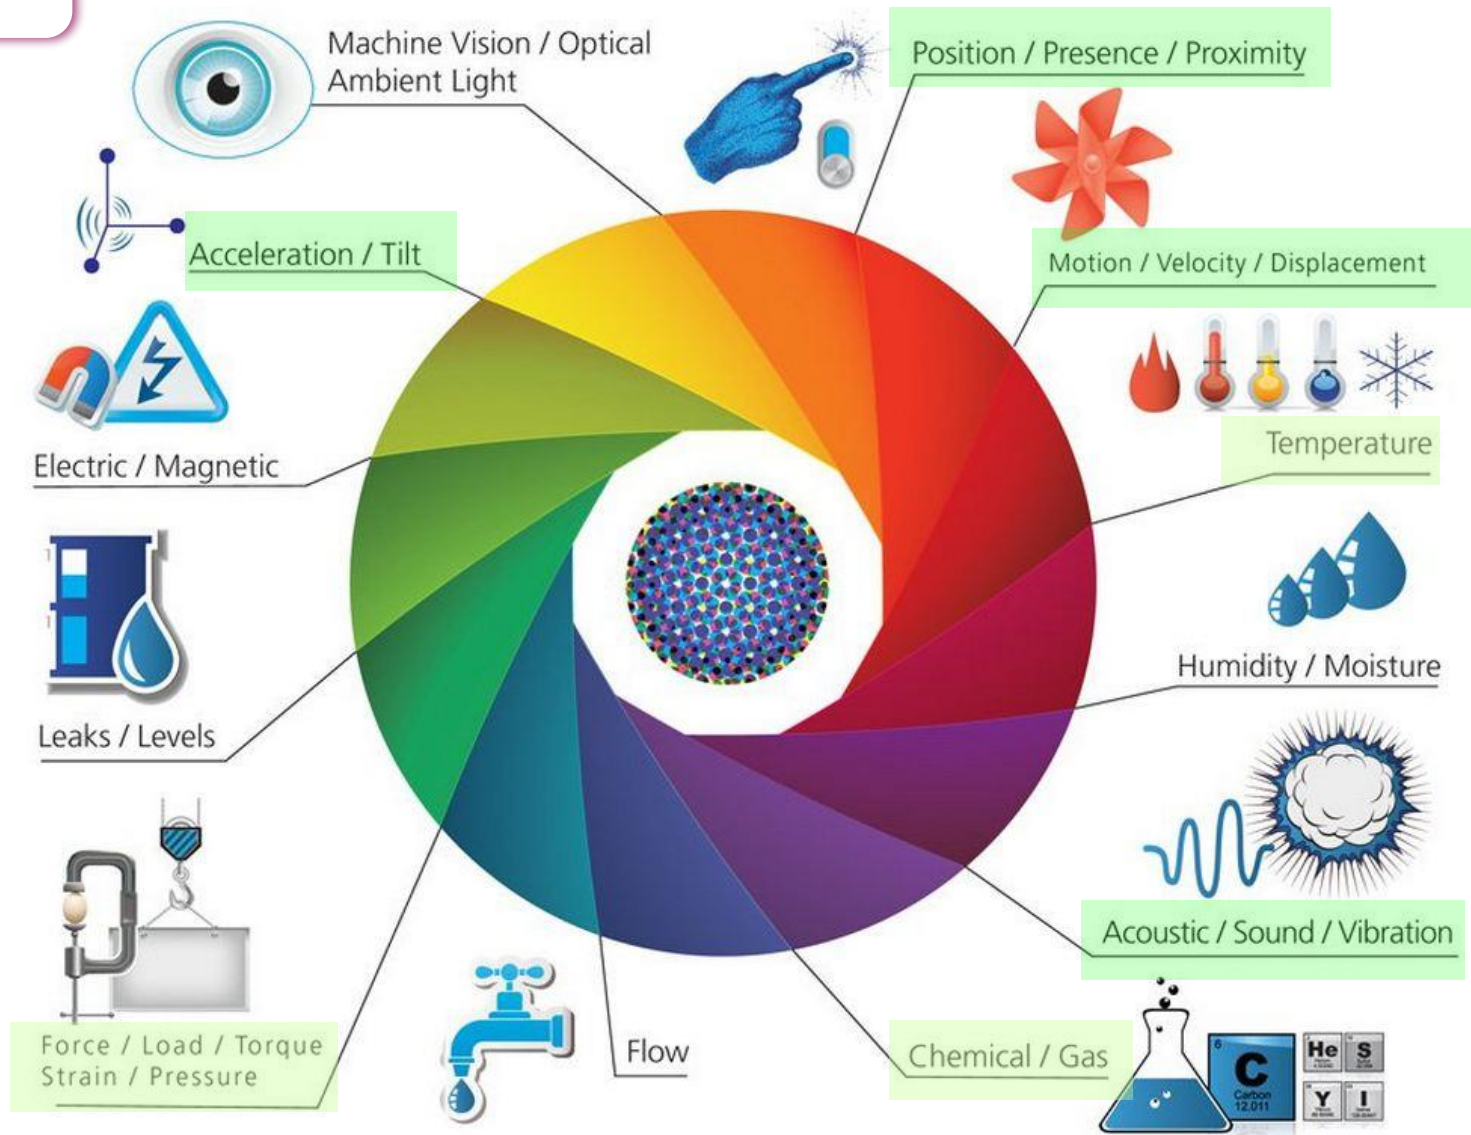 Machine Vision / Optical
Ambient Light
Position / Presence / Proximity
Acceleration / Tilt
Motion / Velocity / Displacement
Temperature
Electric / Magnetic
Humidity / Moisture
Leaks / Levels
Acoustic / Sound / Vibration
Force / Load / Torque
Strain / Pressure
Flow
Chemical / Gas
6
C
Carbon
12.011
He
S
Y
I